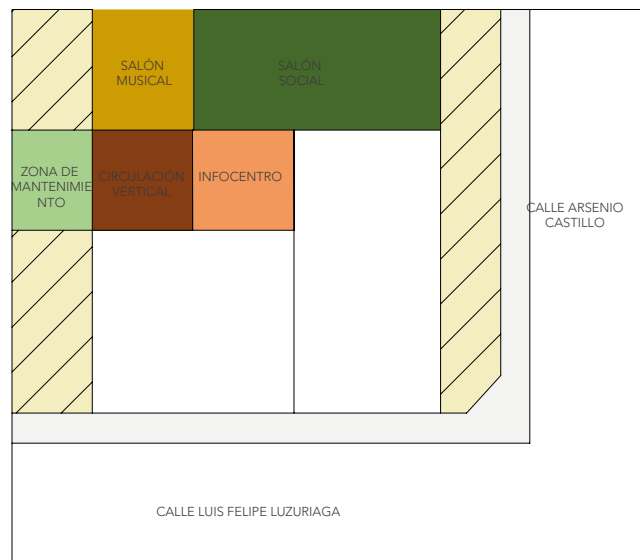 SALÓN
MUSICAL
SALÓN
SOCIAL
ZONA DE
MANTENIMIE
NTO
CIRCULACIÓN
VERTICAL
INFOCENTRO
CALLE ARSENIO
CASTILLO
CALLE LUIS FELIPE LUZURIAGA